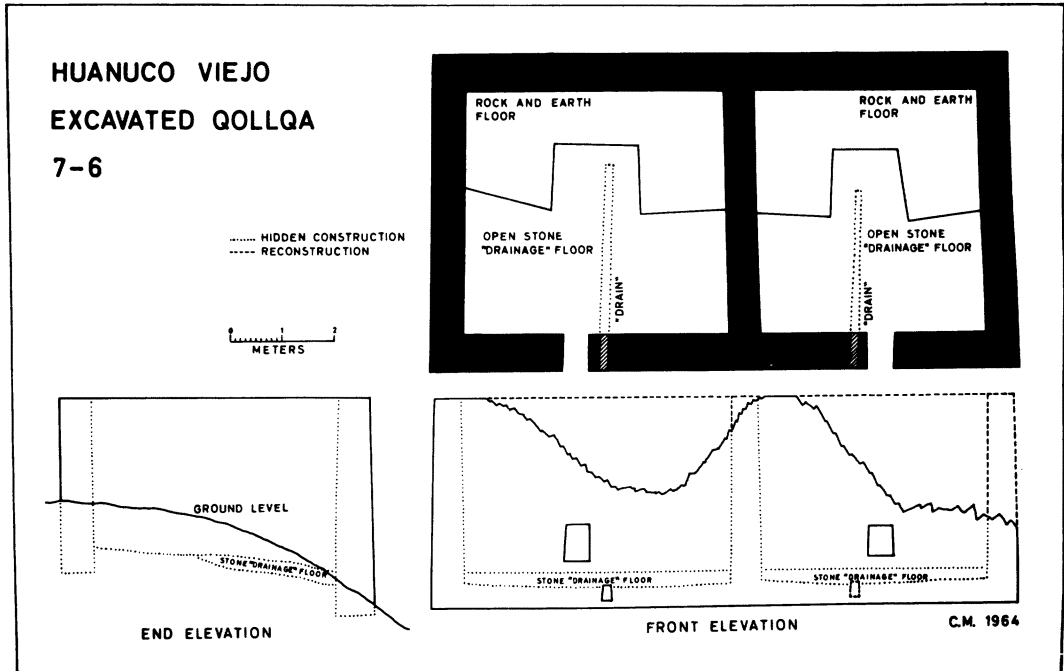 HUANUCO VIEJO
EXCAVATED QOLLQA
7-6
HIDDEN CONSTRUCTION
RECONSTRUCTION
0 1 2
METERS
ROCK AND EARTH
FLOOR
OPEN STONE
"DRAINAGE" FLOOR
"DRAIN"
ROCK AND EARTH
FLOOR
OPEN STONE
"DRAINAGE" FLOOR
"DRAIN"
GROUND LEVEL
STONE "DRAINAGE" FLOOR
END ELEVATION
STONE "DRAINAGE" FLOOR
STONE "DRAINAGE" FLOOR
FRONT ELEVATION
C.M. 1964